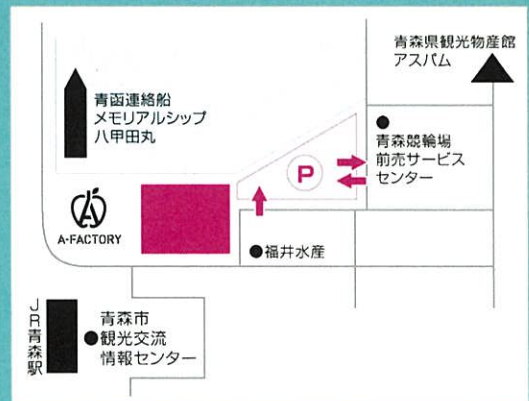 青森県観光物産館
アスパム
青函連絡船
メモリアルシップ
八甲田丸
青森競輪場
前売サービス
センター
P
A-FACTORY
福井水産
JR青森駅
青森市
観光交流
情報センター